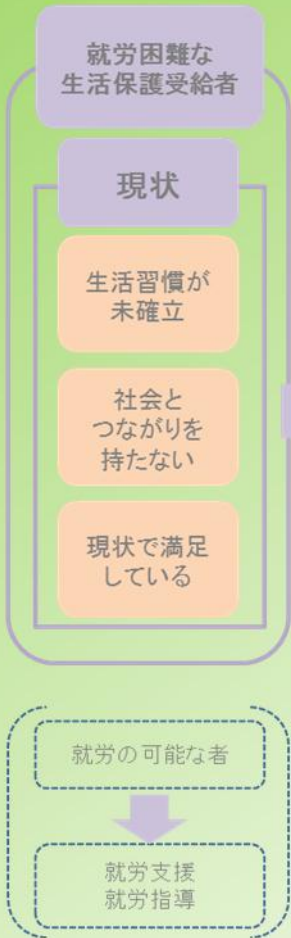 就労困難な
生活保護受給者
現状
生活習慣が
未確立
社会と
つながりを
持たない
現状で満足
している
就労の可能な者
就労支援
就労指導